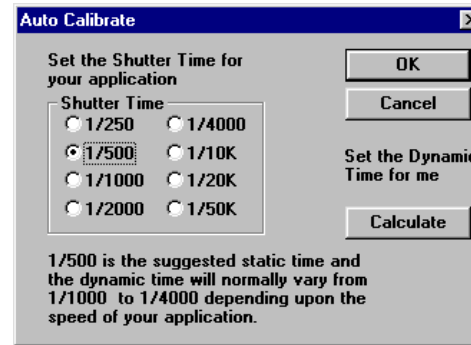 Auto Calibrate
Set the Shutter Time for
your application
OK
Cancel
Shutter Time
1/250
1/4000
1/500
1/10K
1/1000
1/20K
1/2000
1/50K
Set the Dynamic
Time for me
Calculate
1/500 is the suggested static time and
the dynamic time will normally vary from
1/1000 to 1/4000 depending upon the
speed of your application.